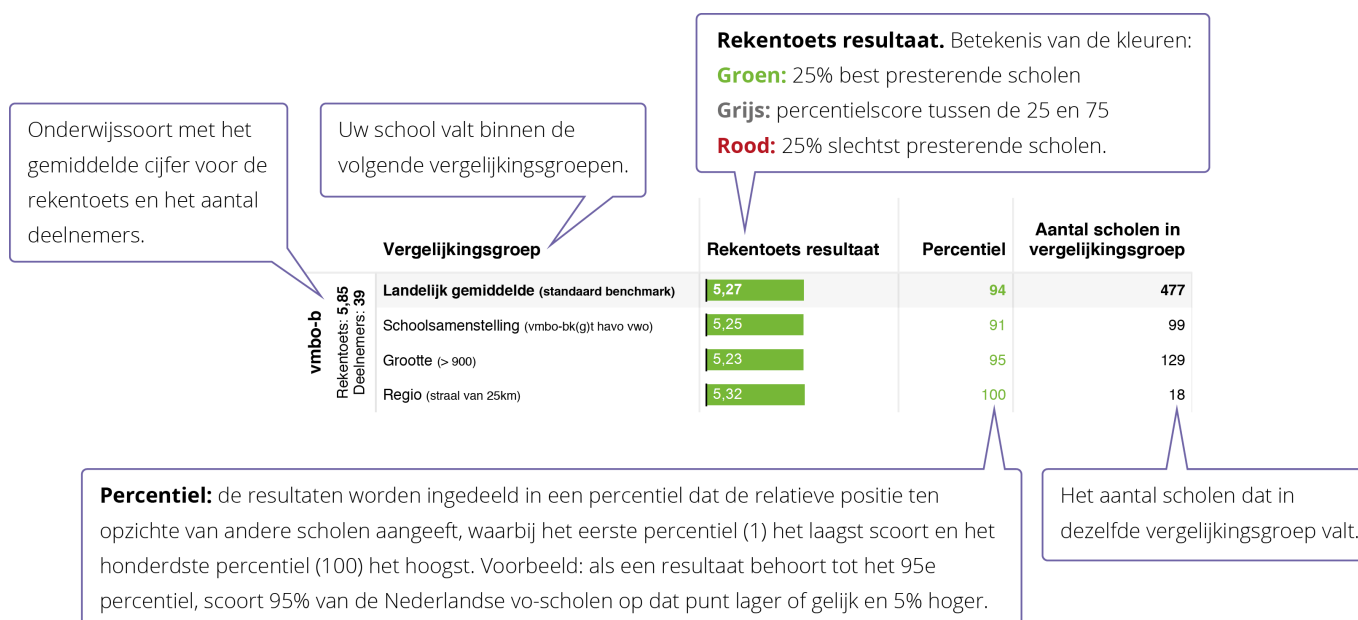 Rekentoets resultaat. Betekenis van de kleuren:
Groen: 25% best presterende scholen
Grijs: percentielscore tussen de 25 en 75
Rood: 25% slechtst presterende scholen.
Onderwijssoort met het
gemiddelde cijfer voor de
rekentoets en het aantal
deelnemers.
Uw school valt binnen de
volgende vergelijkingsgroepen.
Vergelijkingsgroep Rekentoets resultaat Percentiel Aantal scholen in
vergelijkingsgroep
vmbo-b
Rekentoets: 5,85
Deelnemers: 39
Landelijk gemiddelde (standaard benchmark) 5,27 94 477
Schoolsamenstelling (vmbo-bk(g)t havo vwo) 5,25 91 99
Grootte (> 900) 5,23 95 129
Regio (straal van 25km) 5,32 100 18
Percentiel: de resultaten worden ingedeeld in een percentiel dat de relatieve positie ten
opzichte van andere scholen aangeeft, waarbij het eerste percentiel (1) het laagst scoort en het
honderdste percentiel (100) het hoogst. Voorbeeld: als een resultaat behoort tot het 95e
percentiel, scoort 95% van de Nederlandse vo-scholen op dat punt lager of gelijk en 5% hoger.
Het aantal scholen dat in
dezelfde vergelijkingsgroep valt.